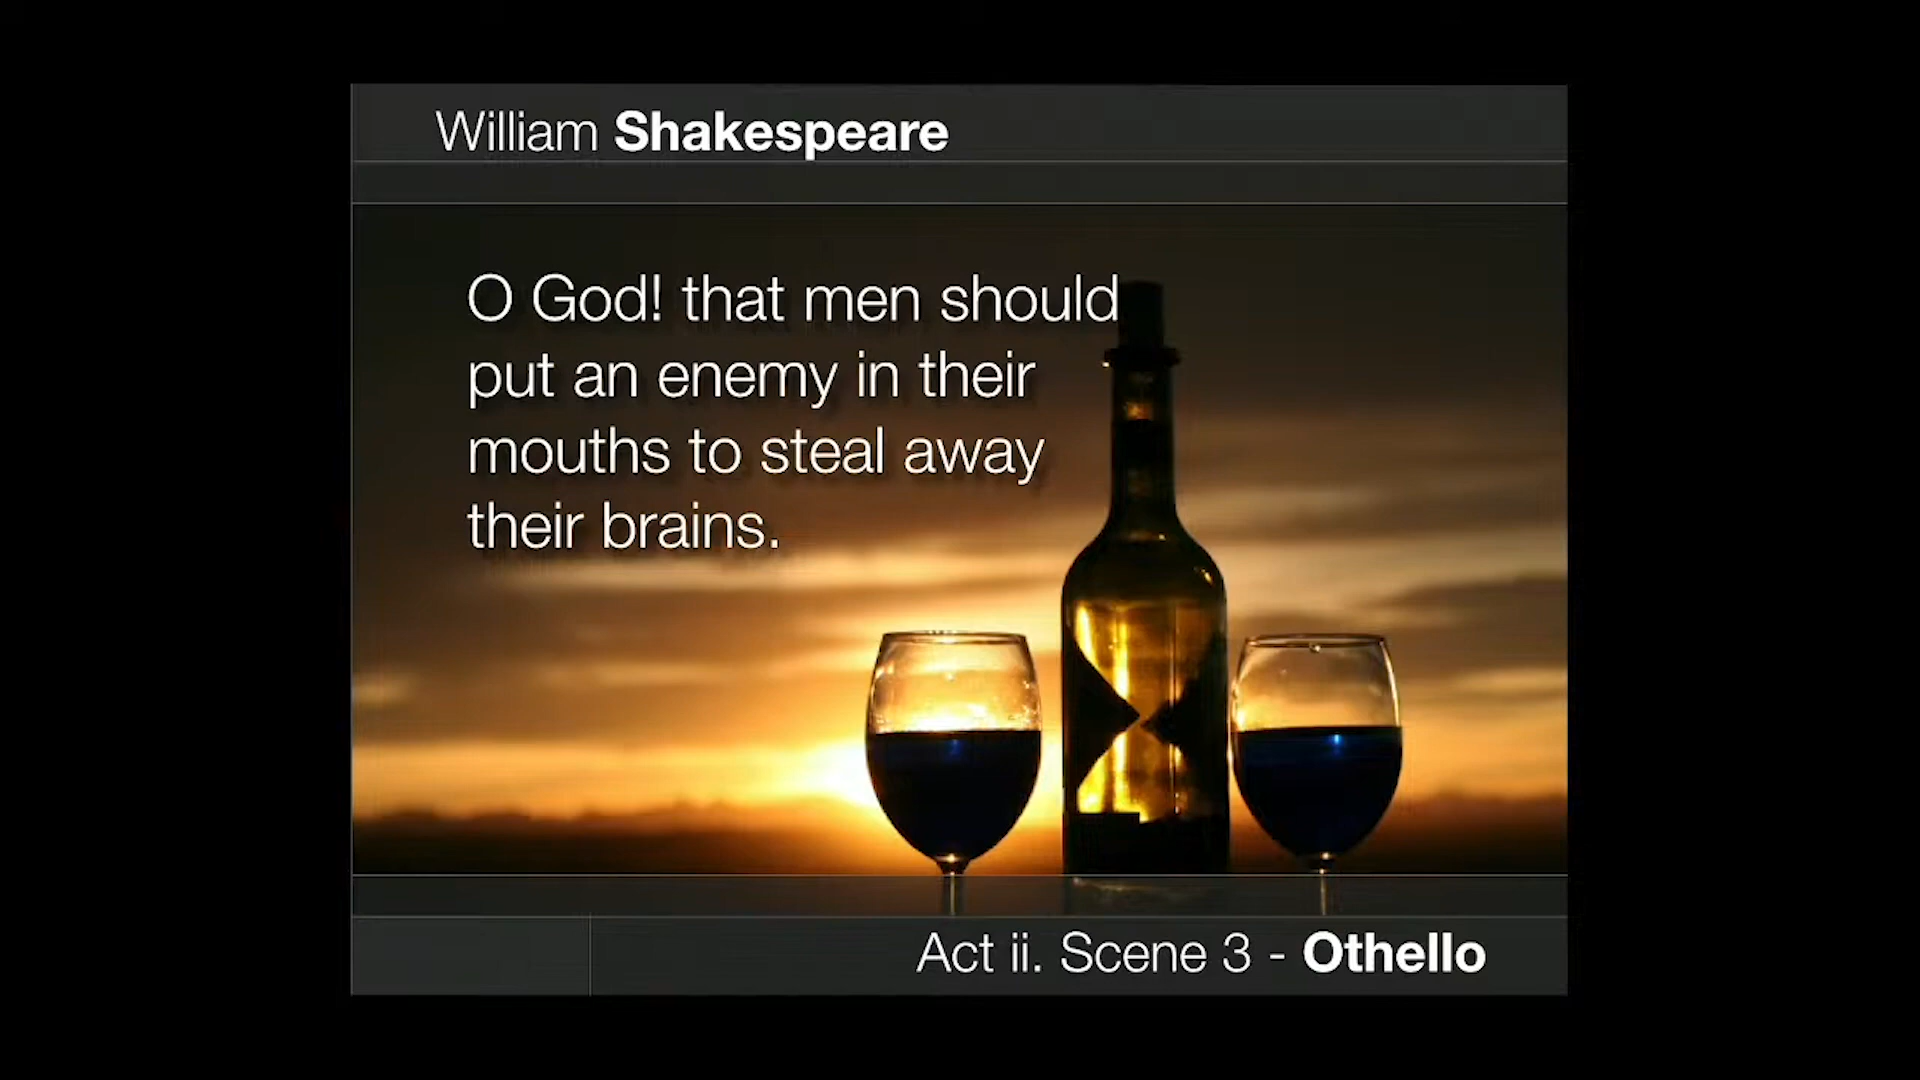 William Shakespeare
O God! that men should
put an enemy in their
mouths to steal away
their brains.
Act ii. Scene 3 - Othello